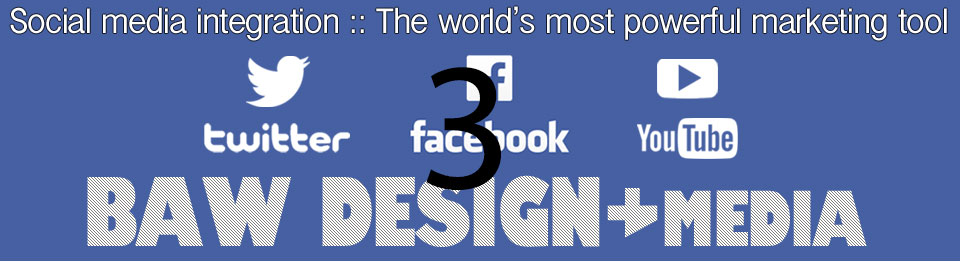 Social media integration :: The world's most powerful marketing tool
f
twitter facebook YouTube
3
BAW DESIGN+MEDIA